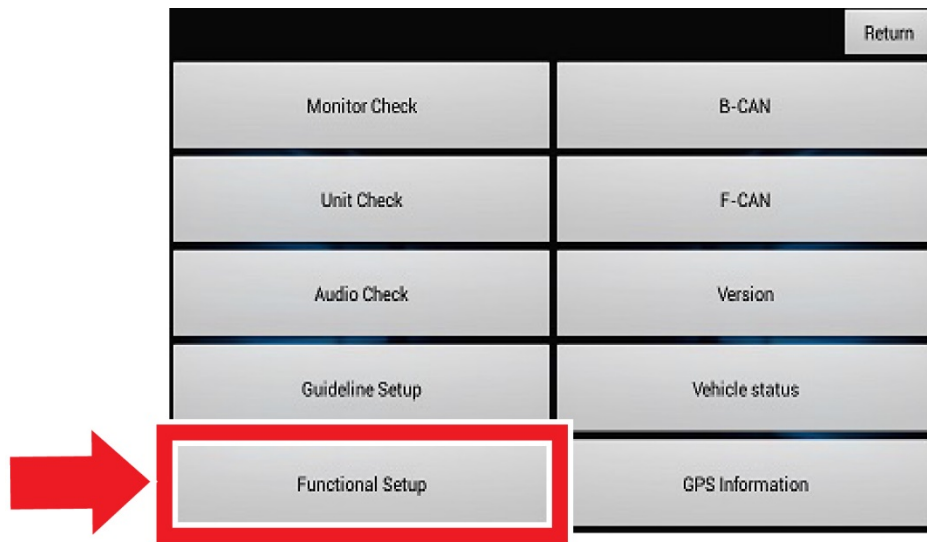 Return
Monitor Check
B-CAN
Unit Check
F-CAN
Audio Check
Version
Guideline Setup
Vehicle status
Functional Setup
GPS Information